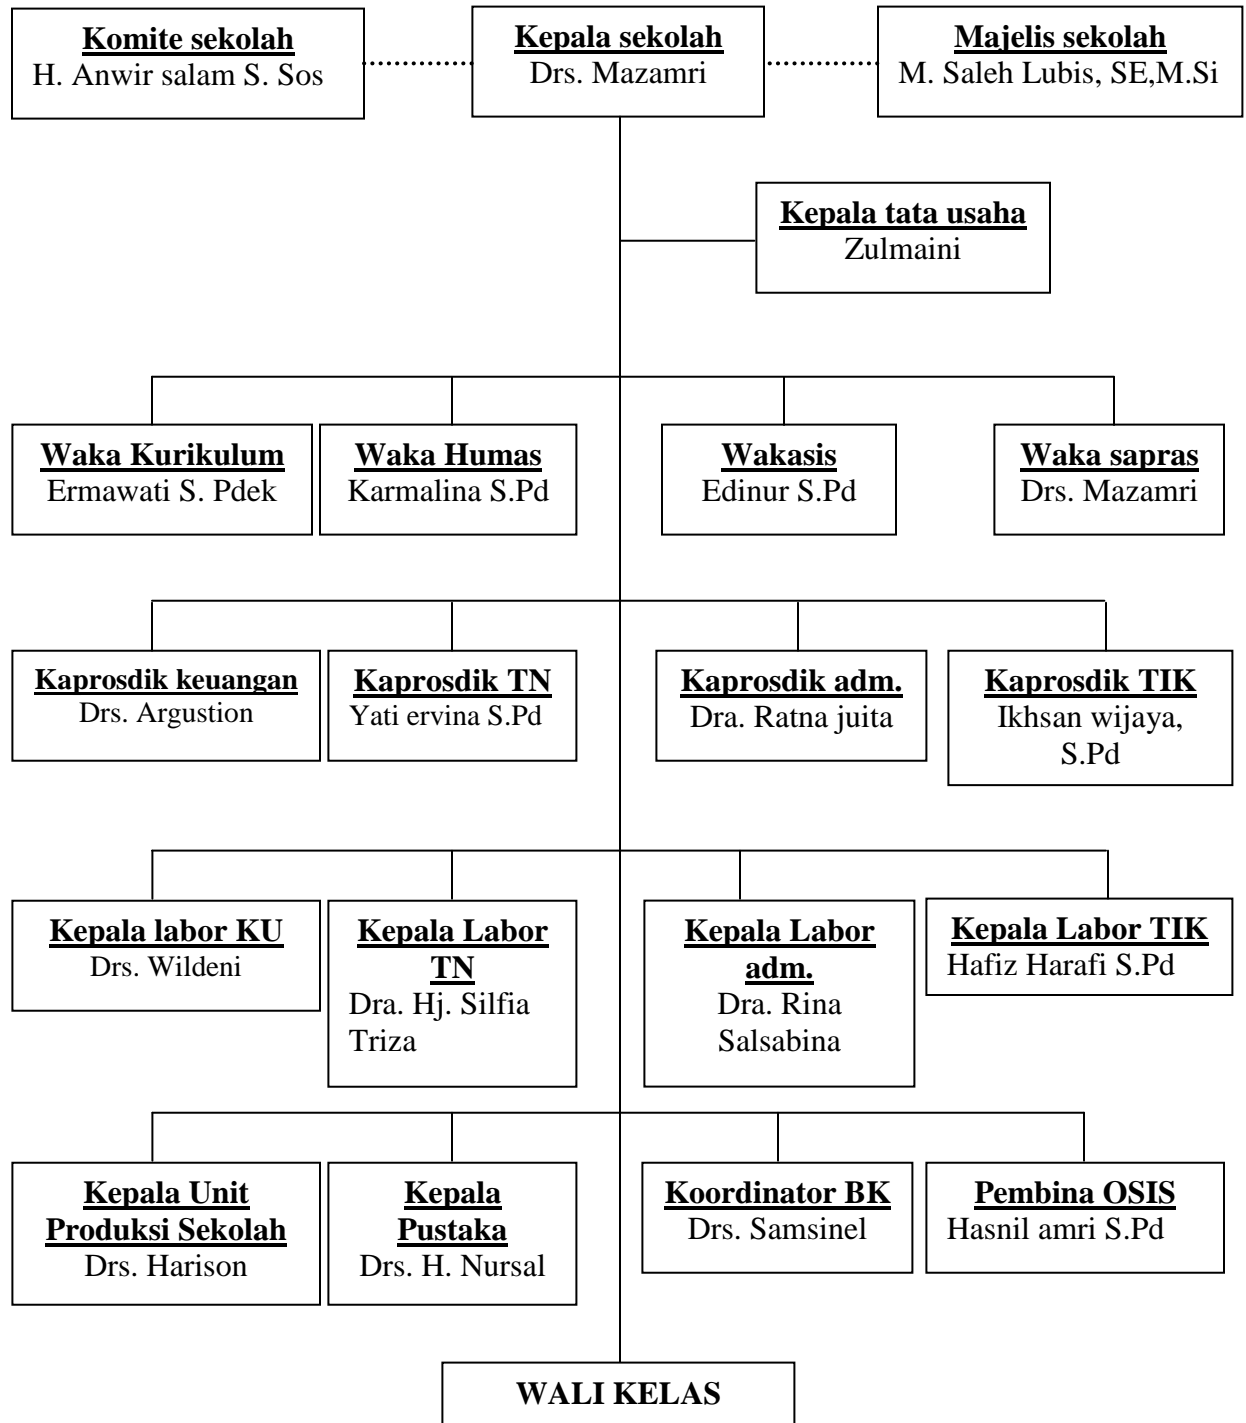 Komite sekolah
H. Anwir salam S. Sos
Kepala sekolah
Drs. Mazamri
Majelis sekolah
M. Saleh Lubis, SE,M.Si
Kepala tata usaha
Zulmaini
Waka Kurikulum
Ermawati S. Pdek
Waka Humas
Karmalina S.Pd
Wakasis
Edinur S.Pd
Waka sapras
Drs. Mazamri
Kaprosdik keuangan
Drs. Argustion
Kaprosdik TN
Yati ervina S.Pd
Kaprosdik adm.
Dra. Ratna juita
Kaprosdik TIK
Ikhsan wijaya,
S.Pd
Kepala labor KU
Drs. Wildeni
Kepala Labor
TN
Dra. Hj. Silfia
Triza
Kepala Labor
adm.
Dra. Rina
Salsabina
Kepala Labor TIK
Hafiz Harafi S.Pd
Kepala Unit
Produksi Sekolah
Drs. Harison
Kepala
Pustaka
Drs. H. Nursal
Koordinator BK
Drs. Samsinel
Pembina OSIS
Hasnil amri S.Pd
WALI KELAS